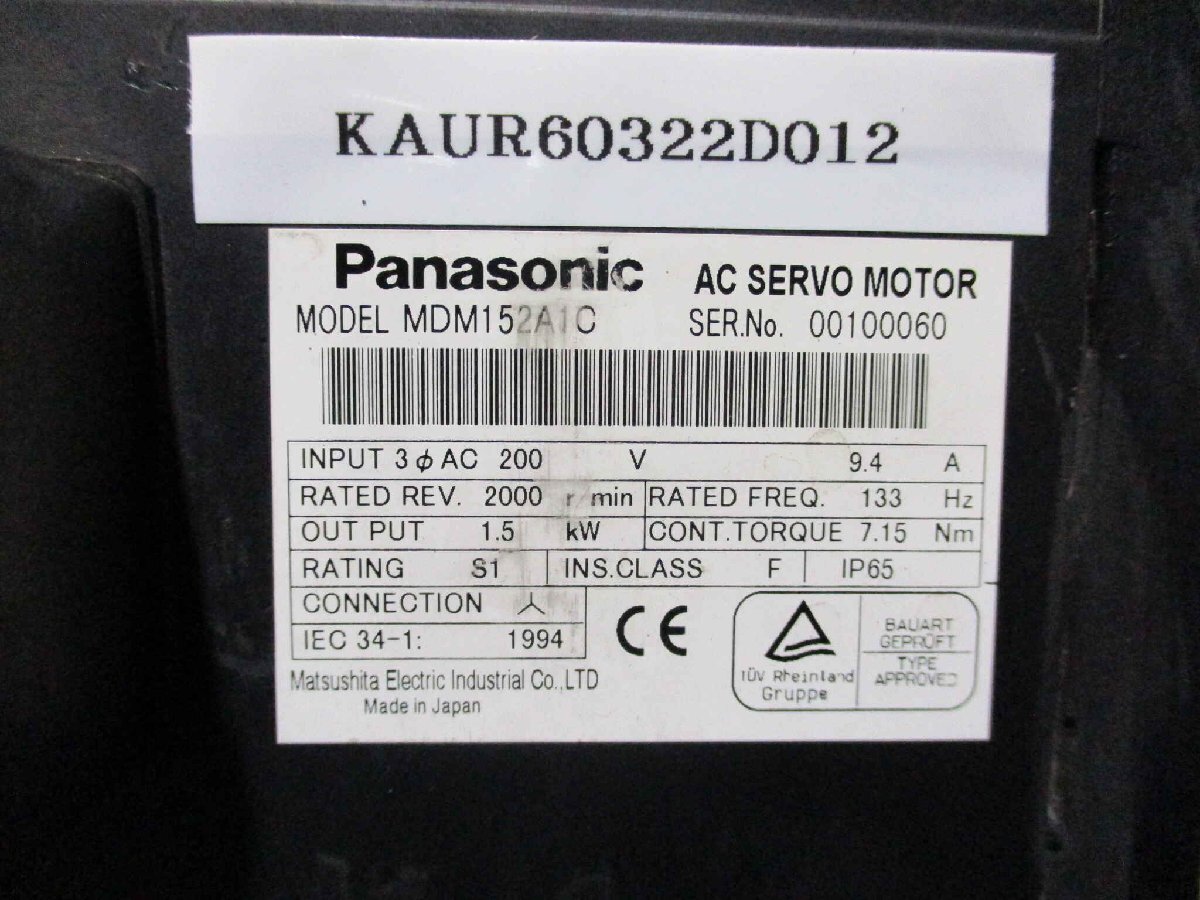 KAUR60322D012
Panasonic AC SERVO MOTOR
MODEL MDM152A1C SER.No. 00100060
INPUT 3 φ AC 200 V 9.4 A
RATED REV. 2000 r/min RATED FREQ. 133 Hz
OUT PUT 1.5 kW CONT.TORQUE 7.15 Nm
RATING S1 INS.CLASS F IP65
CONNECTION
IEC 34-1: 1994
CE
TÜV Rheinland
Gruppe
BAUART
GEPRÜFT
TYPE
APPROVED
Matsushita Electric Industrial Co.,LTD
Made in Japan